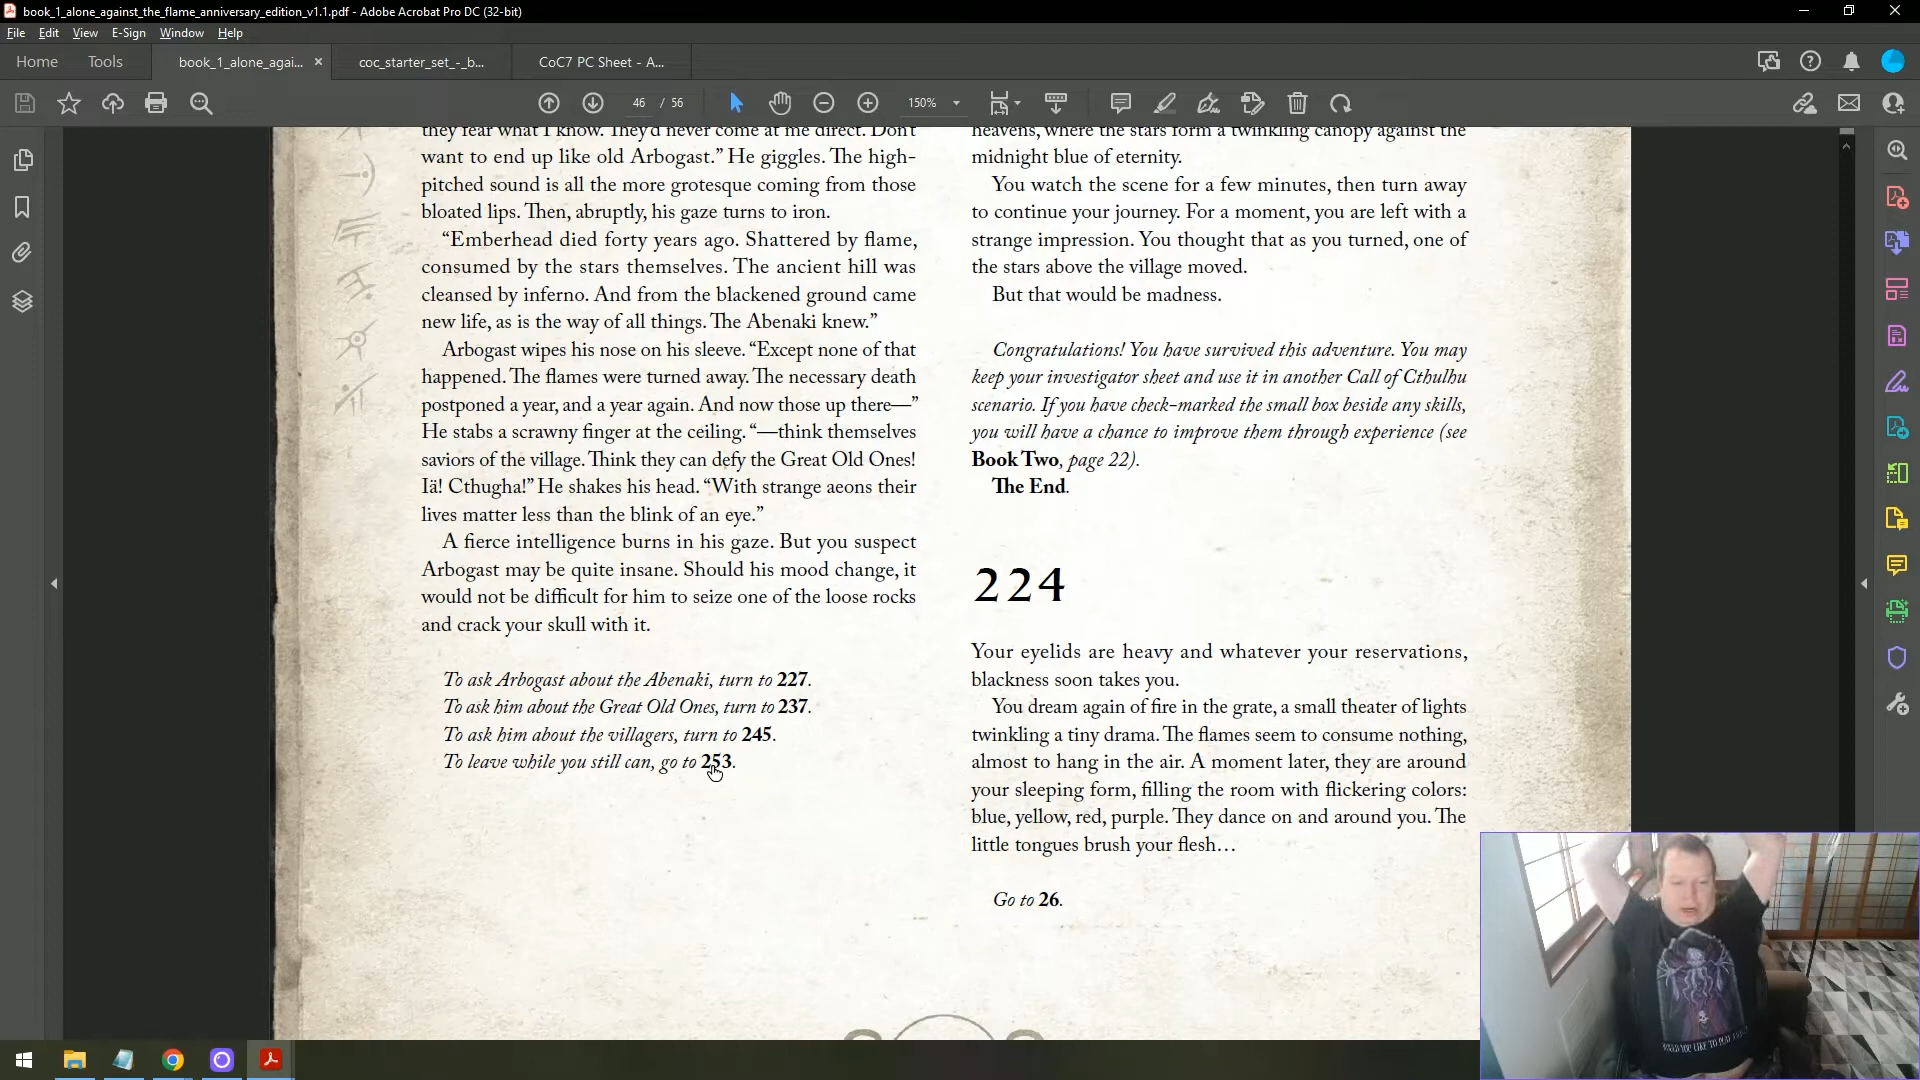 book_1_alone_against_the_flame_anniversary_edition_v1.1.pdf - Adobe Acrobat Pro DC (32-bit)
File Edit View E-Sign Window Help
Home Tools book_1_alone_agai... × coc_starter_set_-_b... CoC7 PC Sheet - A...
46 / 56 150%
they fear what I know. They'd never come at me direct. Don't
want to end up like old Arbogast.” He giggles. The high-
pitched sound is all the more grotesque coming from those
bloated lips. Then, abruptly, his gaze turns to iron.
“Emberhead died forty years ago. Shattered by flame,
consumed by the stars themselves. The ancient hill was
cleansed by inferno. And from the blackened ground came
new life, as is the way of all things. The Abenaki knew.”
Arbogast wipes his nose on his sleeve. “Except none of that
happened. The flames were turned away. The necessary death
postponed a year, and a year again. And now those up there—”
He stabs a scrawny finger at the ceiling. “—think themselves
saviors of the village. Think they can defy the Great Old Ones!
Iä! Cthugha!” He shakes his head. “With strange aeons their
lives matter less than the blink of an eye.”
A fierce intelligence burns in his gaze. But you suspect
Arbogast may be quite insane. Should his mood change, it
would not be difficult for him to seize one of the loose rocks
and crack your skull with it.
To ask Arbogast about the Abenaki, turn to 227.
To ask him about the Great Old Ones, turn to 237.
To ask him about the villagers, turn to 245.
To leave while you still can, go to 253.
heavens, where the stars form a twinkling canopy against the
midnight blue of eternity.
You watch the scene for a few minutes, then turn away
to continue your journey. For a moment, you are left with a
strange impression. You thought that as you turned, one of
the stars above the village moved.
But that would be madness.
Congratulations! You have survived this adventure. You may
keep your investigator sheet and use it in another Call of Cthulhu
scenario. If you have check-marked the small box beside any skills,
you will have a chance to improve them through experience (see
Book Two, page 22).
The End.
224
Your eyelids are heavy and whatever your reservations,
blackness soon takes you.
You dream again of fire in the grate, a small theater of lights
twinkling a tiny drama. The flames seem to consume nothing,
almost to hang in the air. A moment later, they are around
your sleeping form, filling the room with flickering colors:
blue, yellow, red, purple. They dance on and around you. The
little tongues brush your flesh…
Go to 26.